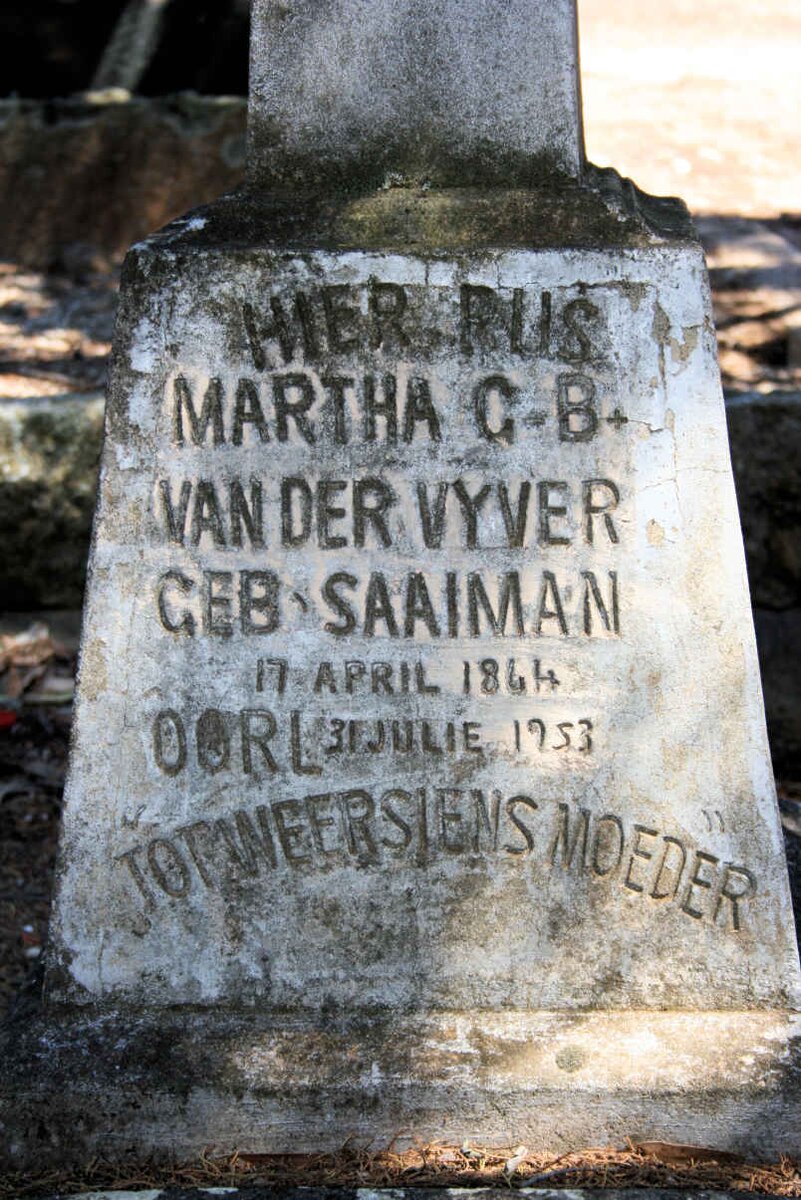 HIER RUS
MARTHA C. B.
VAN DER VYVER
GEB. SAAIMAN
17 APRIL 1864
OORL 31 JULIE 1953
"TOT WEERSIENS MOEDER"